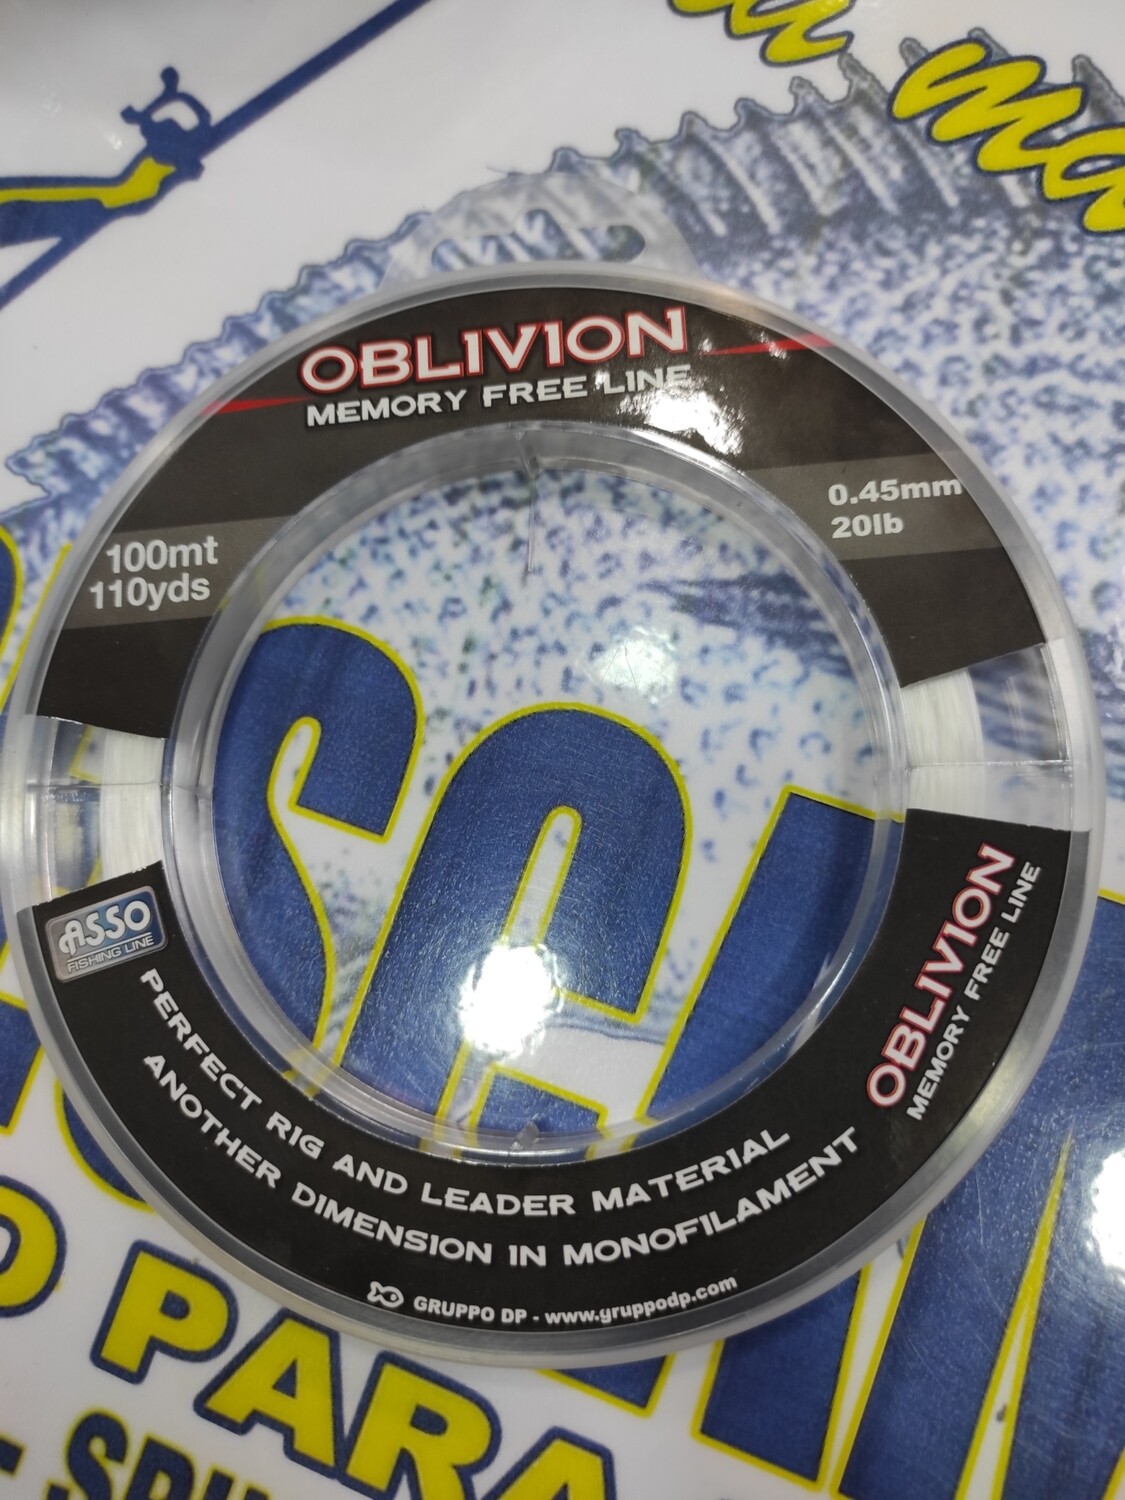 OBLIVION
MEMORY FREE LINE
0.45mm
20lb
100mt
110yds
ASSO
FISHING LINE
PERFECT RIG AND LEADER MATERIAL
ANOTHER DIMENSION IN MONOFILAMENT
GRUPPO DP - www.gruppodp.com
OBLIVION
MEMORY FREE LINE
PARA